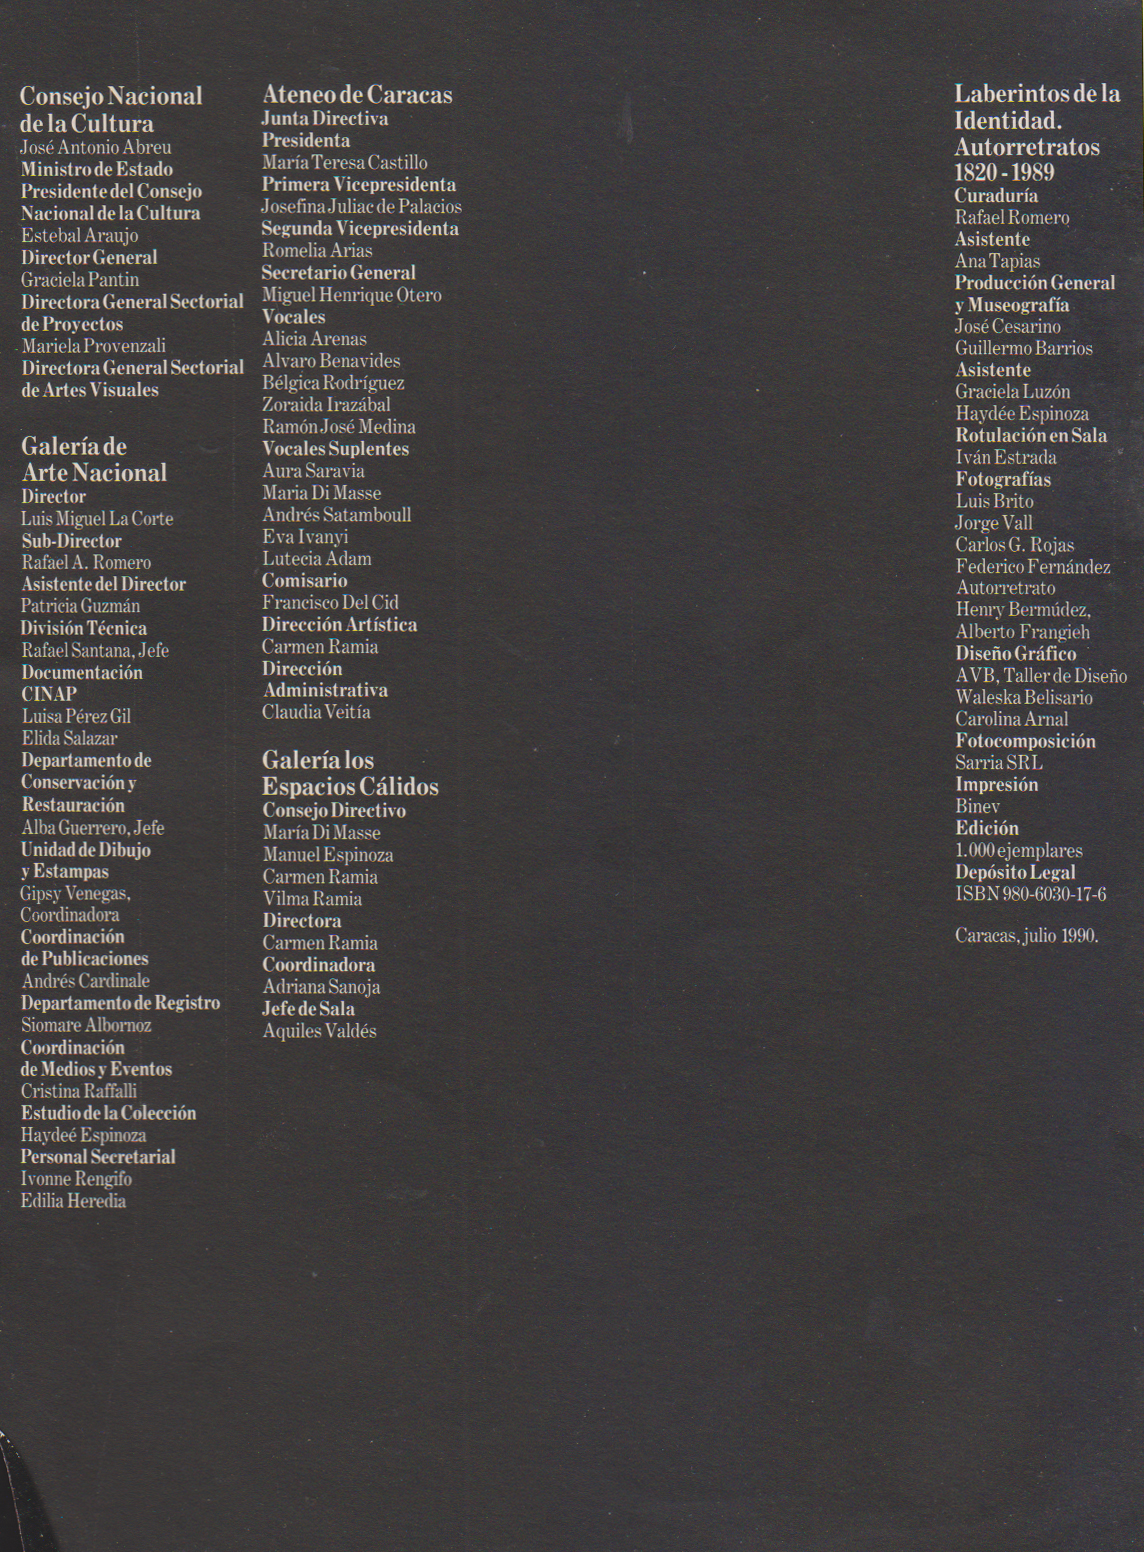 Consejo Nacional
de la Cultura
José Antonio Abreu
Ministro de Estado
Presidente del Consejo
Nacional de la Cultura
Estebal Araujo
Director General
Graciela Pantin
Directora General Sectorial
de Proyectos
Mariela Provenzali
Directora General Sectorial
de Artes Visuales
Galería de
Arte Nacional
Director
Luis Miguel La Corte
Sub-Director
Rafael A. Romero
Asistente del Director
Patricia Guzmán
División Técnica
Rafael Santana, Jefe
Documentación
CINAP
Luisa Pérez Gil
Elida Salazar
Departamento de
Conservación y
Restauración
Alba Guerrero, Jefe
Unidad de Dibujo
y Estampas
Gipsy Venegas,
Coordinadora
Coordinación
de Publicaciones
Andrés Cardinale
Departamento de Registro
Siomare Albornoz
Coordinación
de Medios y Eventos
Cristina Raffalli
Estudio de la Colección
Haydeé Espinoza
Personal Secretarial
Ivonne Rengifo
Edilia Heredia
Ateneo de Caracas
Junta Directiva
Presidenta
María Teresa Castillo
Primera Vicepresidenta
Josefina Juliac de Palacios
Segunda Vicepresidenta
Romelia Arias
Secretario General
Miguel Henrique Otero
Vocales
Alicia Arenas
Alvaro Benavides
Bélgica Rodríguez
Zoraida Irazábal
Ramón José Medina
Vocales Suplentes
Aura Saravia
Maria Di Masse
Andrés Satamboull
Eva Ivanyi
Lutecia Adam
Comisario
Francisco Del Cid
Dirección Artística
Carmen Ramia
Dirección
Administrativa
Claudia Veitía
Galería los
Espacios Cálidos
Consejo Directivo
María Di Masse
Manuel Espinoza
Carmen Ramia
Vilma Ramia
Directora
Carmen Ramia
Coordinadora
Adriana Sanoja
Jefe de Sala
Aquiles Valdés
Laberintos de la
Identidad.
Autorretratos
1820 - 1989
Curaduría
Rafael Romero
Asistente
Ana Tapias
Producción General
y Museografía
José Cesarino
Guillermo Barrios
Asistente
Graciela Luzón
Haydée Espinoza
Rotulación en Sala
Iván Estrada
Fotografías
Luis Brito
Jorge Vall
Carlos G. Rojas
Federico Fernández
Autorretrato
Henry Bermúdez,
Alberto Frangieh
Diseño Gráfico
AVB, Taller de Diseño
Waleska Belisario
Carolina Arnal
Fotocomposición
Sarria SRL
Impresión
Binev
Edición
1.000 ejemplares
Depósito Legal
ISBN 980-6030-17-6
Caracas, julio 1990.